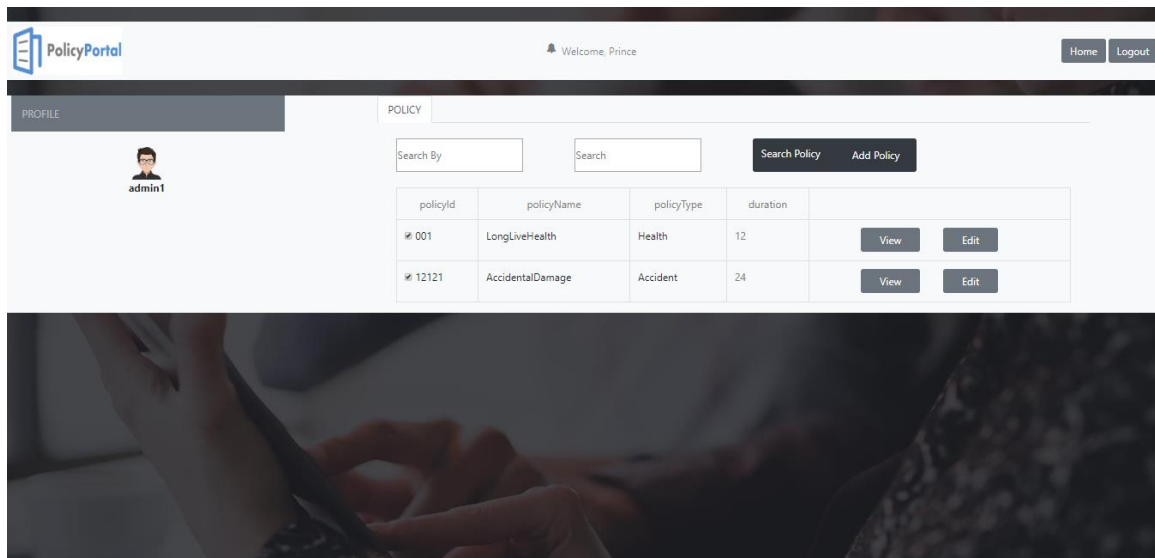 PolicyPortal
Welcome, Prince
Home Logout
PROFILE
admin1
POLICY
Search By Search Search Policy Add Policy
policyId policyName policyType duration
001 LongLiveHealth Health 12 View Edit
12121 AccidentalDamage Accident 24 View Edit